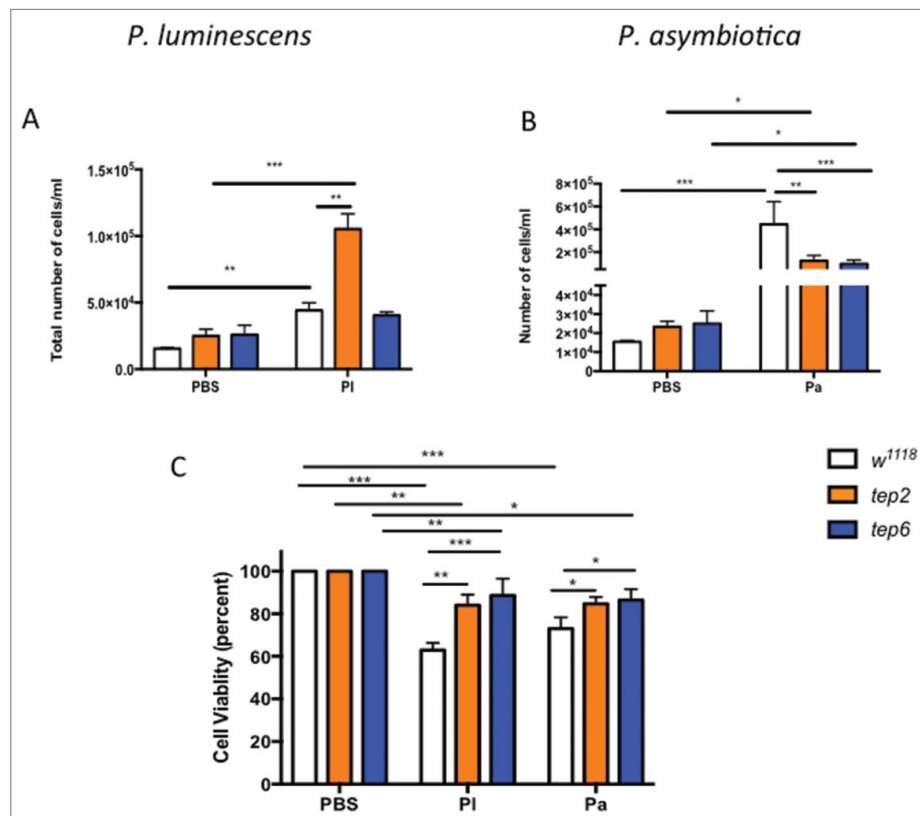 P. luminescens
P. asymbiotica
A
Total number of cells/ml
1.5×10⁵
1.0×10⁵
5.0×10⁴
0.0
***
**
**
PBS
Pl
B
Number of cells/ml
8×10⁵
6×10⁵
4×10⁵
2×10⁵
4×10⁴
3×10⁴
2×10⁴
1×10⁴
0
*
*
***
***
**
PBS
Pa
C
Cell Viablity (percent)
100
80
60
40
20
0
***
***
**
*
**
***
*
**
*
PBS
Pl
Pa
w¹¹¹⁸
tep2
tep6